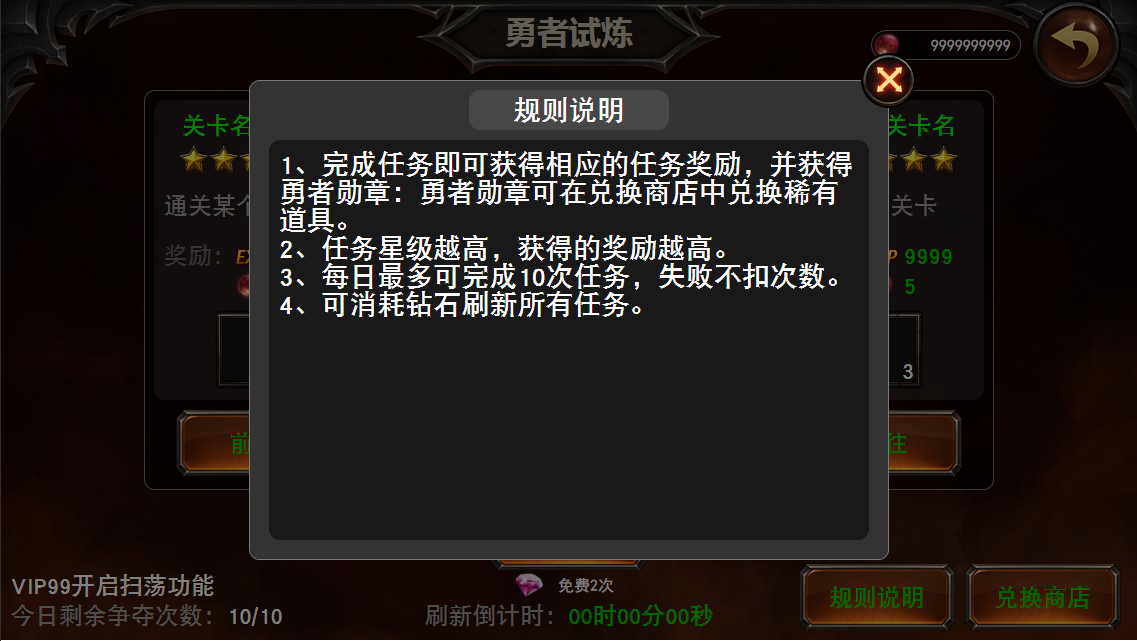 勇者试炼
9999999999
规则说明
关卡名
关卡名
1、完成任务即可获得相应的任务奖励，并获得
勇者勋章：勇者勋章可在兑换商店中兑换稀有
道具。
2、任务星级越高，获得的奖励越高。
3、每日最多可完成10次任务，失败不扣次数。
4、可消耗钻石刷新所有任务。
通关某个
关卡
奖励：
9999
5
3
前
往
VIP99开启扫荡功能
免费2次
今日剩余争夺次数：10/10
刷新倒计时：00时00分00秒
规则说明
兑换商店